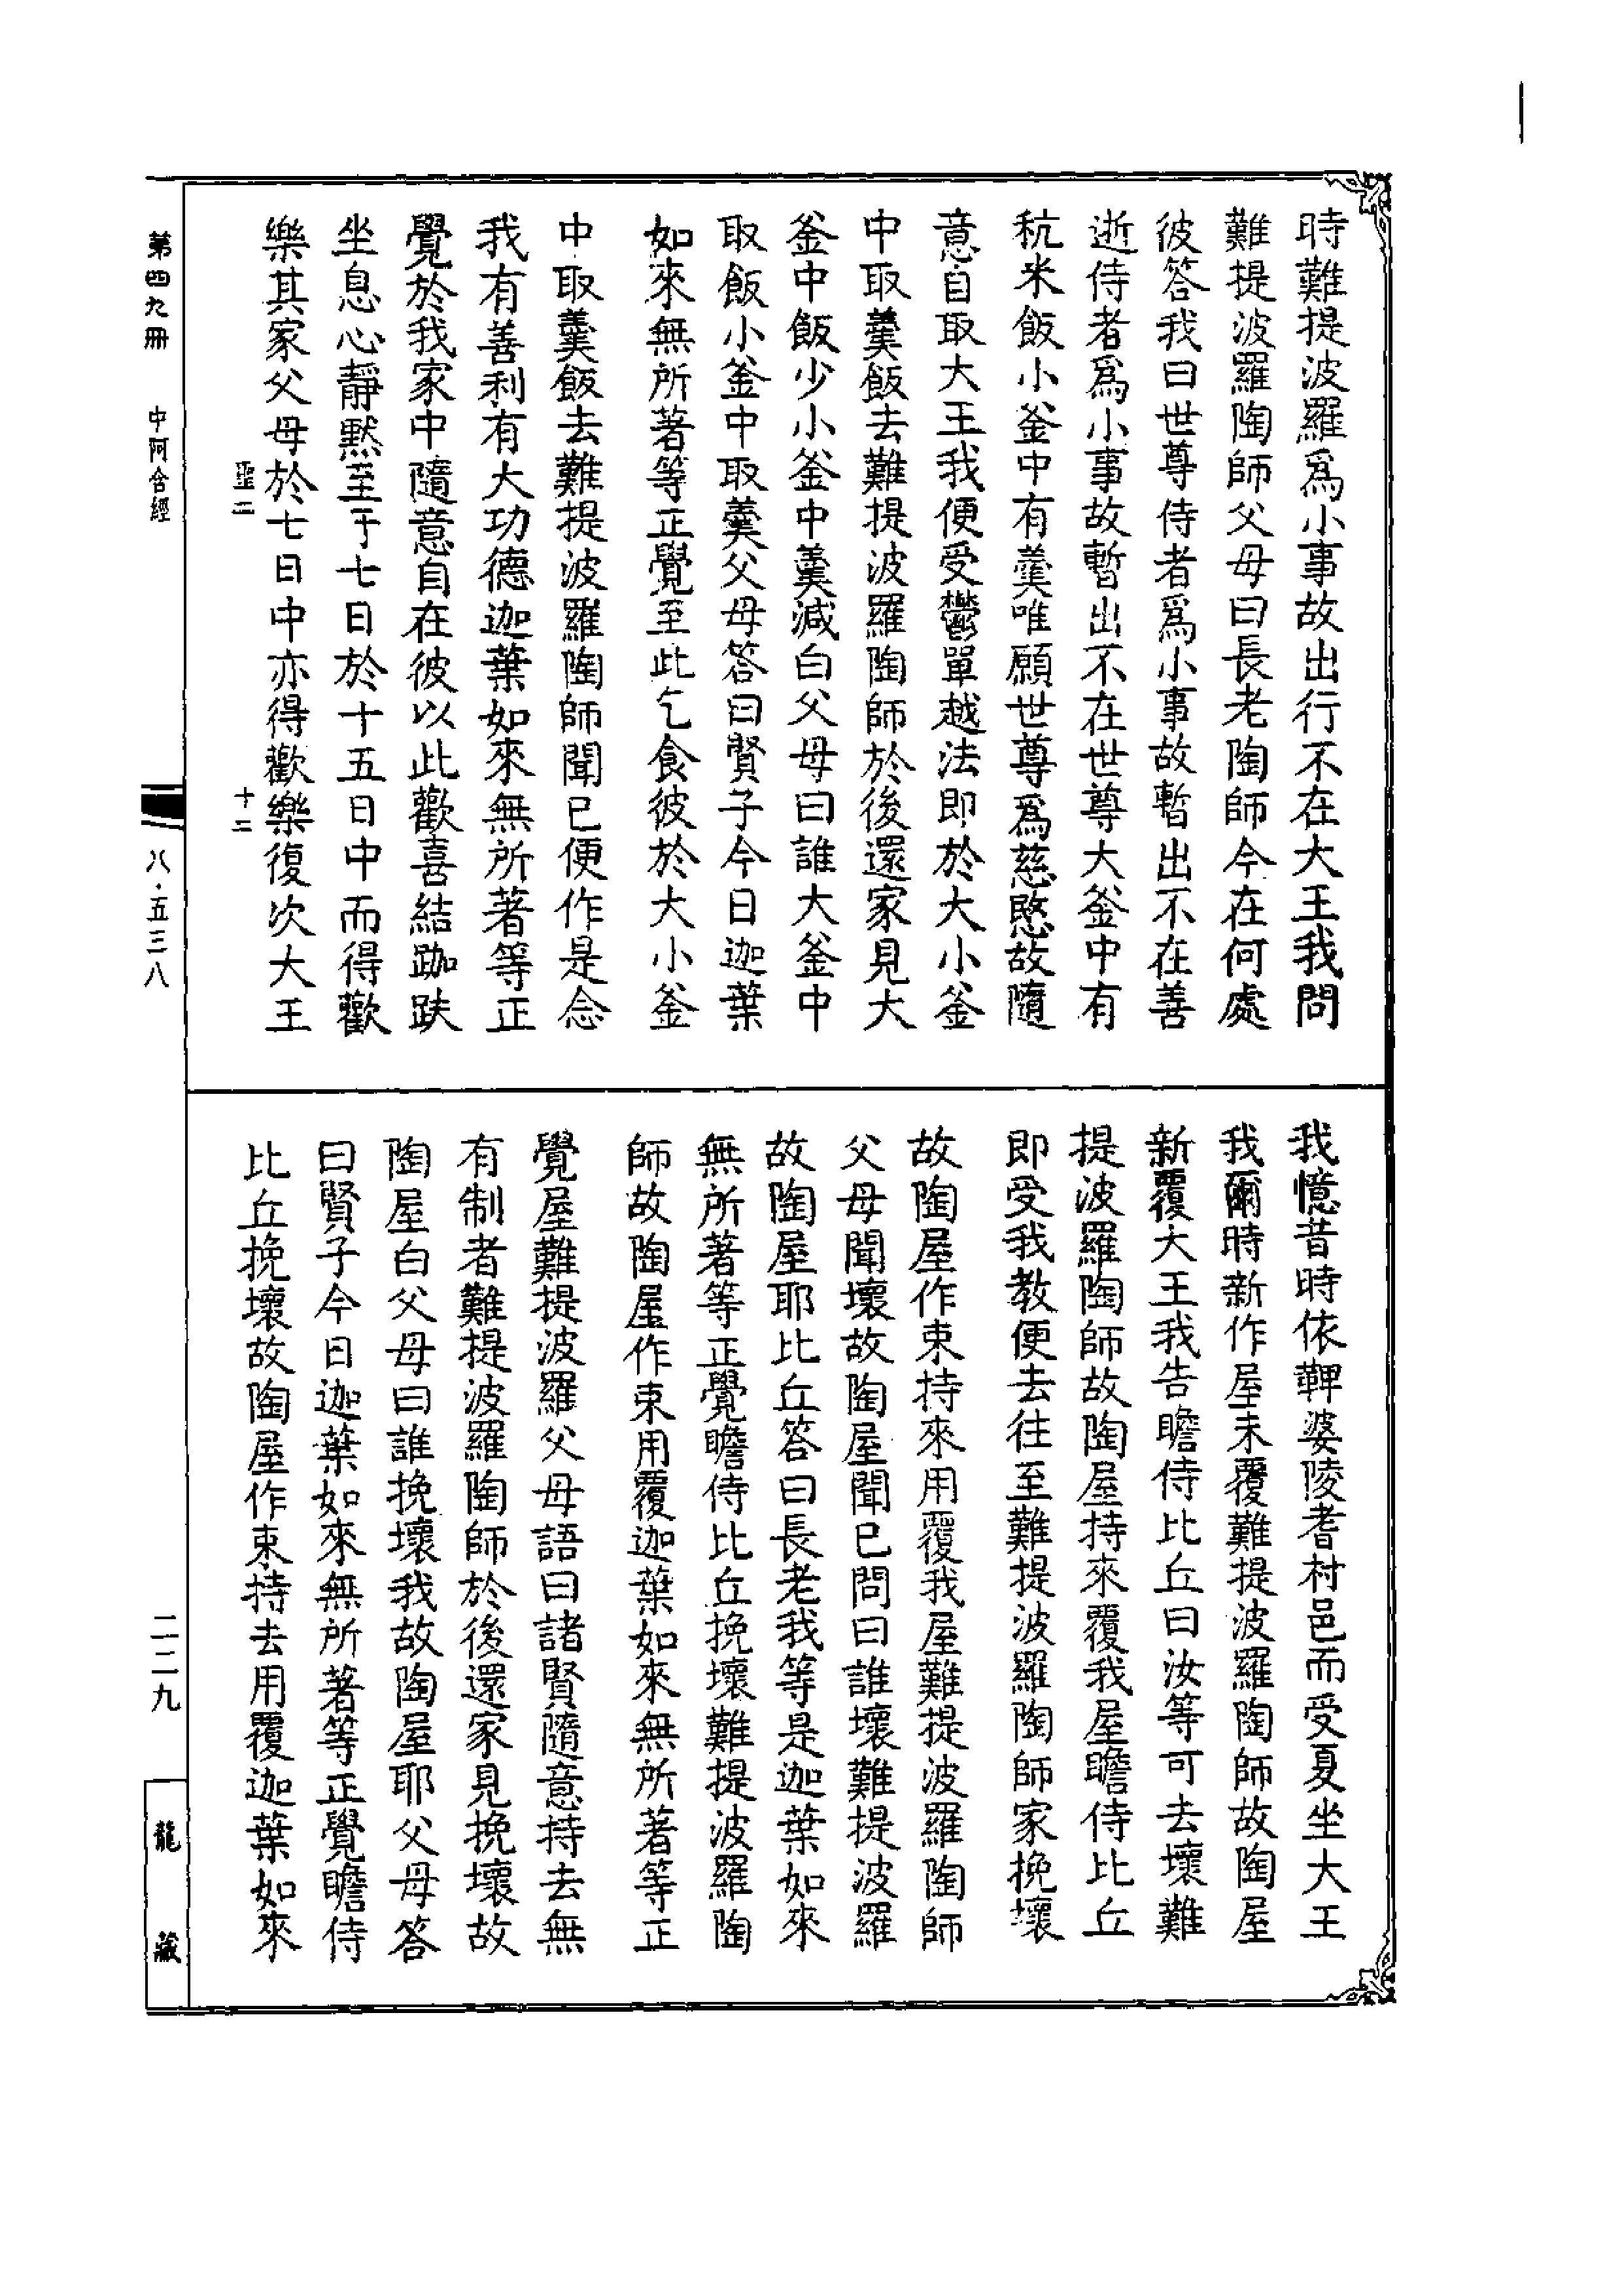 時難提波羅爲小事故出行不在大王我問
難提波羅陶師父母曰長老陶師今在何處
彼答我曰世尊侍者爲小事故暫出不在善
逝侍者爲小事故暫出不在世尊大釜中有
秔米飯小釜中有羹唯願世尊爲慈愍故隨
意自取大王我便受鬱單越法即於大小釜
中取羹飯去難提波羅陶師於後還家見大
釜中飯少小釜中羹減白父母曰誰大釜中
取飯小釜中取羹父母答曰賢子今日迦葉
如來無所著等正覺至此乞食彼於大小釜
中取羹飯去難提波羅陶師聞已便作是念
我有善利有大功德迦葉如來無所著等正
覺於我家中隨意自在彼以此歡喜結跏趺
坐息心靜默至于七日於十五日中而得歡
樂其家父母於七日中亦得歡樂復次大王
聖二 十二
我憶昔時依鞞婆陵耆村邑而受夏坐大王
我爾時新作屋未覆難提波羅陶師故陶屋
新覆大王我告瞻侍比丘曰汝等可去壞難
提波羅陶師故陶屋持來覆我屋瞻侍比丘
即受我教便去往至難提波羅陶師家挽壞
故陶屋作束持來用覆我屋難提波羅陶師
父母聞壞故陶屋聞已問曰誰壞難提波羅
故陶屋耶比丘答曰長老我等是迦葉如來
無所著等正覺瞻侍比丘挽壞難提波羅陶
師故陶屋作束用覆迦葉如來無所著等正
覺屋難提波羅父母語曰諸賢隨意持去無
有制者難提波羅陶師於後還家見挽壞故
陶屋白父母曰誰挽壞我故陶屋耶父母答
曰賢子今日迦葉如來無所著等正覺瞻侍
比丘挽壞故陶屋作束持去用覆迦葉如來
第四九冊 中阿含經 八·五三八 二二九 龍藏